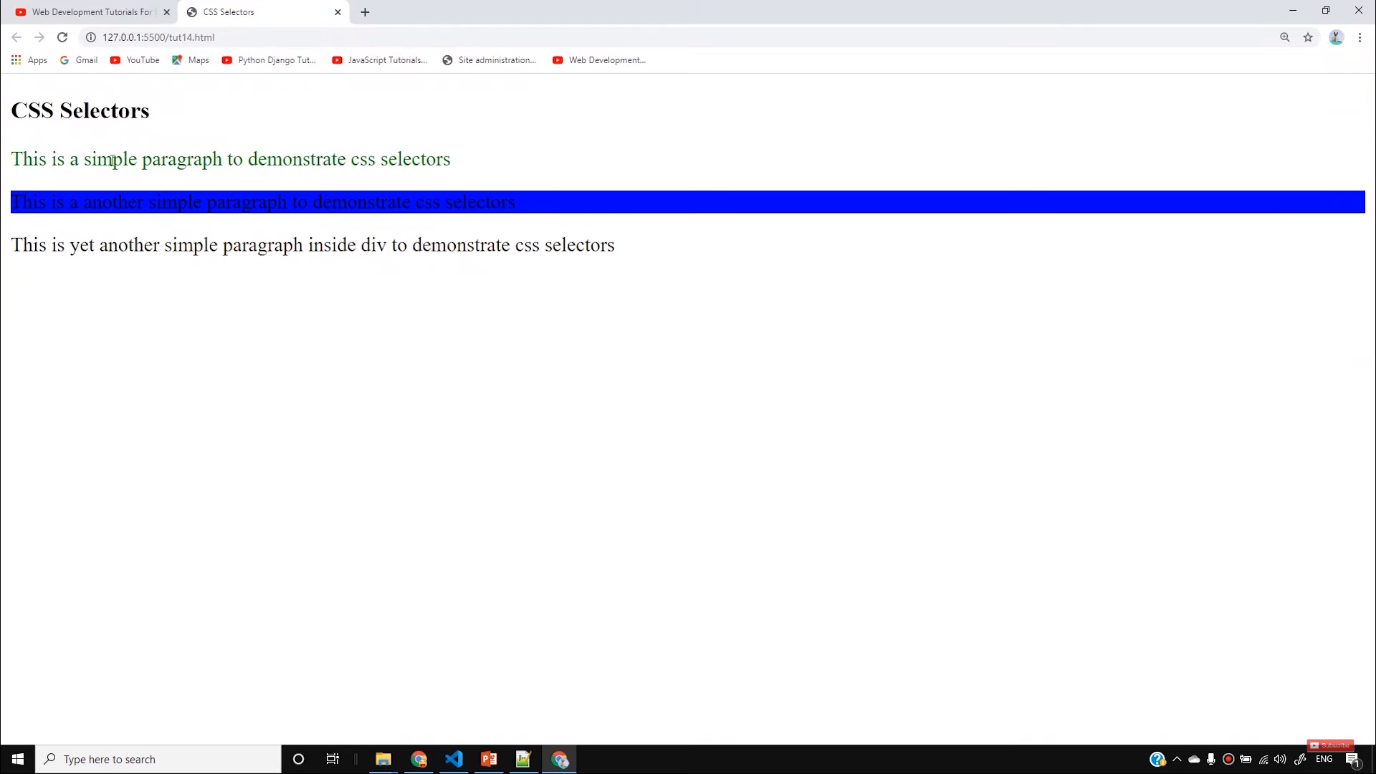 Web Development Tutorials For
CSS Selectors
127.0.0.1:5500/tut14.html
Apps
Gmail
YouTube
Maps
Python Django Tut...
JavaScript Tutorials...
Site administration...
Web Development...
CSS Selectors
This is a simple paragraph to demonstrate css selectors
This is a another simple paragraph to demonstrate css selectors
This is yet another simple paragraph inside div to demonstrate css selectors
Type here to search
Subscribe
ENG
1